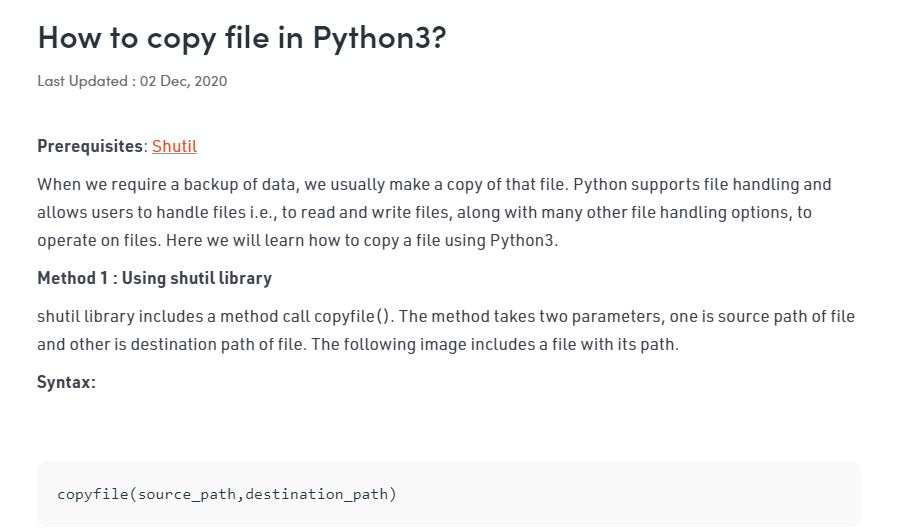 How to copy file in Python3?
Last Updated : 02 Dec, 2020
Prerequisites: Shutil
When we require a backup of data, we usually make a copy of that file. Python supports file handling and
allows users to handle files i.e., to read and write files, along with many other file handling options, to
operate on files. Here we will learn how to copy a file using Python3.
Method 1 : Using shutil library
shutil library includes a method call copyfile(). The method takes two parameters, one is source path of file
and other is destination path of file. The following image includes a file with its path.
Syntax:
copyfile(source_path,destination_path)